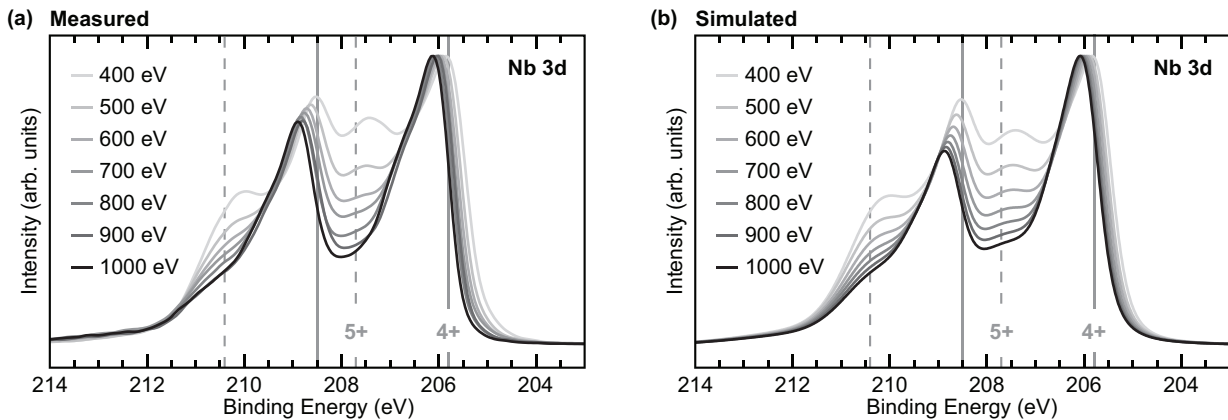 (a) Measured
Nb 3d
400 eV
500 eV
600 eV
700 eV
800 eV
900 eV
1000 eV
5+
4+
Intensity (arb. units)
214
212
210
208
206
204
Binding Energy (eV)
(b) Simulated
Nb 3d
400 eV
500 eV
600 eV
700 eV
800 eV
900 eV
1000 eV
5+
4+
Intensity (arb. units)
214
212
210
208
206
204
Binding Energy (eV)